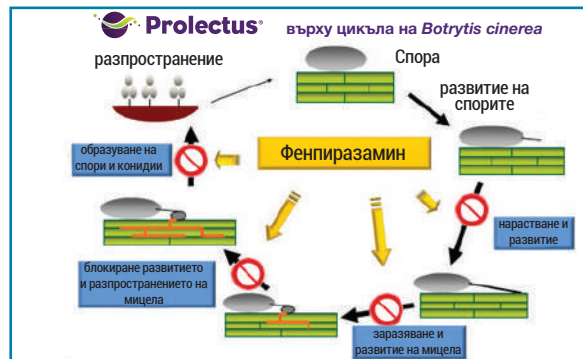 Prolectus® върху цикъла на Botrytis cinerea
разпространение
Спора
развитие на
спорите
образуване на
спори и конидии
Фенпиразамин
нарастване и
развитие
блокиране развитието
и разпространението на
мицела
заразяване и
развитие на мицела